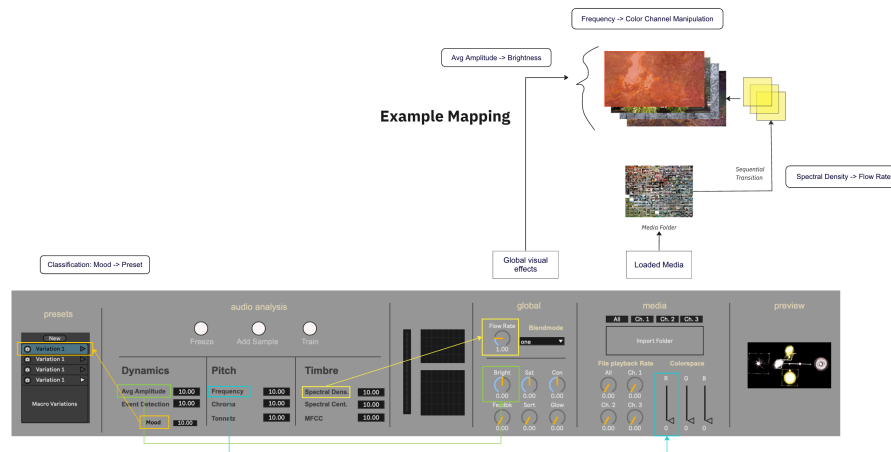 Frequency -> Color Channel Manipulation
Avg Amplitude -> Brightness
Example Mapping
Sequential
Transition
Spectral Density -> Flow Rate
Media Folder
Classification: Mood -> Preset
Global visual
effects
Loaded Media
presets
audio analysis
global
media
preview
New
Variation 1
Variation 1
Variation 1
Variation 1
Macro Variations
Freeze
Add Sample
Train
Dynamics
Pitch
Timbre
Avg Amplitude 10.00
Event Detection 10.00
Mood 10.00
Frequency 10.00
Chroma 10.00
Tonnetz 10.00
Spectral Dens. 10.00
Spectral Cent. 10.00
MFCC 10.00
Flow Rate
1.00
Blendmode
one
Bright Sat Con
0.00 0.00 0.00
Sort Glow
0.00 0.00 0.00
All Ch. 1 Ch. 2 Ch. 3
Import Folder
File playback Rate
All Ch. 1
0.00 0.00
Ch. 2 Ch. 3
0.00 0.00
Colorspace
R G B
0 0 0